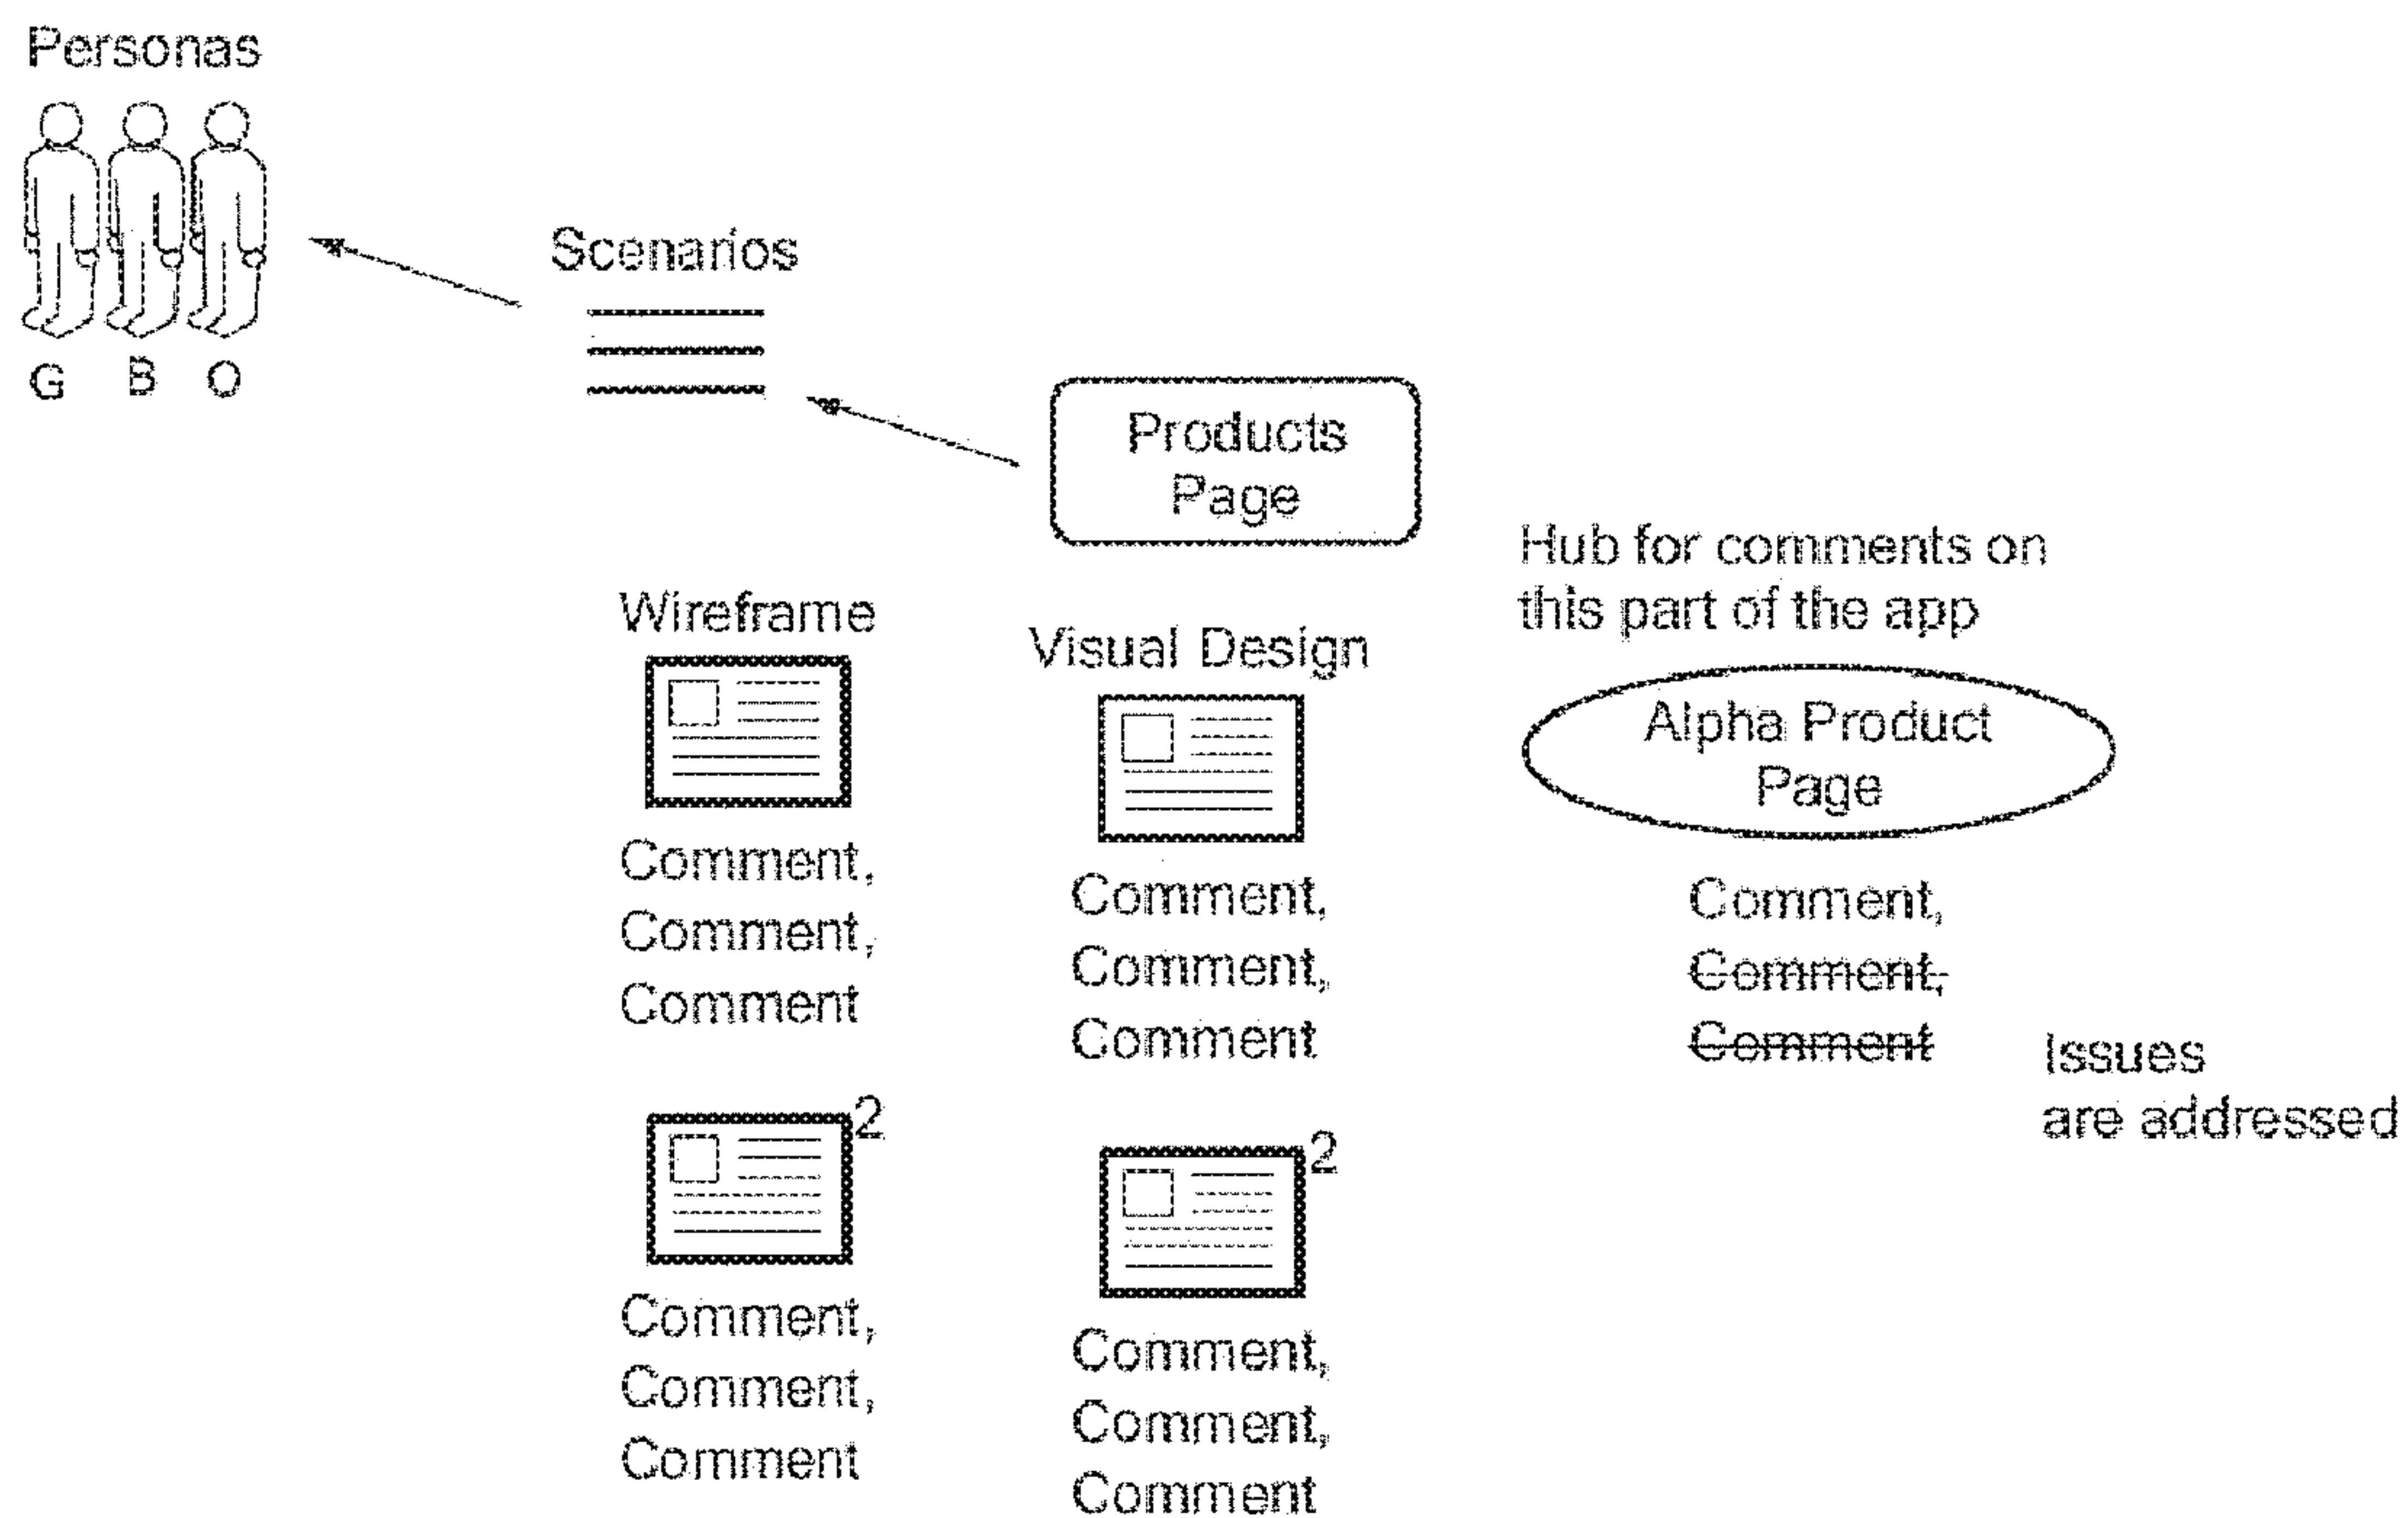 Personas
G B O
Scenarios
Products
Page
Wireframe
Comment,
Comment,
Comment
2
Comment,
Comment,
Comment
Visual Design
Comment,
Comment,
Comment
2
Comment,
Comment,
Comment
Hub for comments on
this part of the app
Alpha Product
Page
Comment,
Comment,
Comment
Issues
are addressed